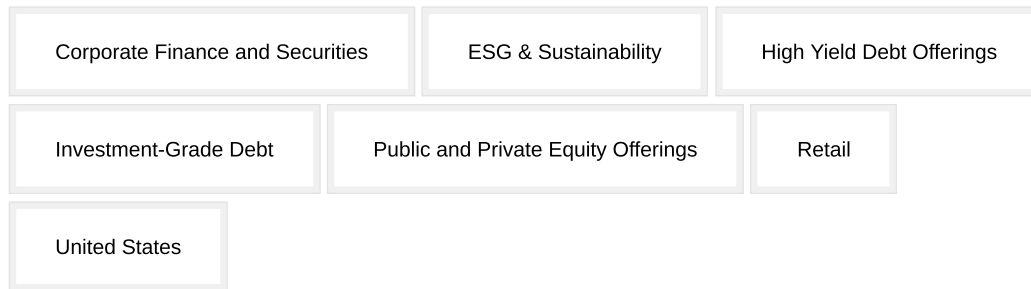 Corporate Finance and Securities
ESG & Sustainability
High Yield Debt Offerings
Investment-Grade Debt
Public and Private Equity Offerings
Retail
United States